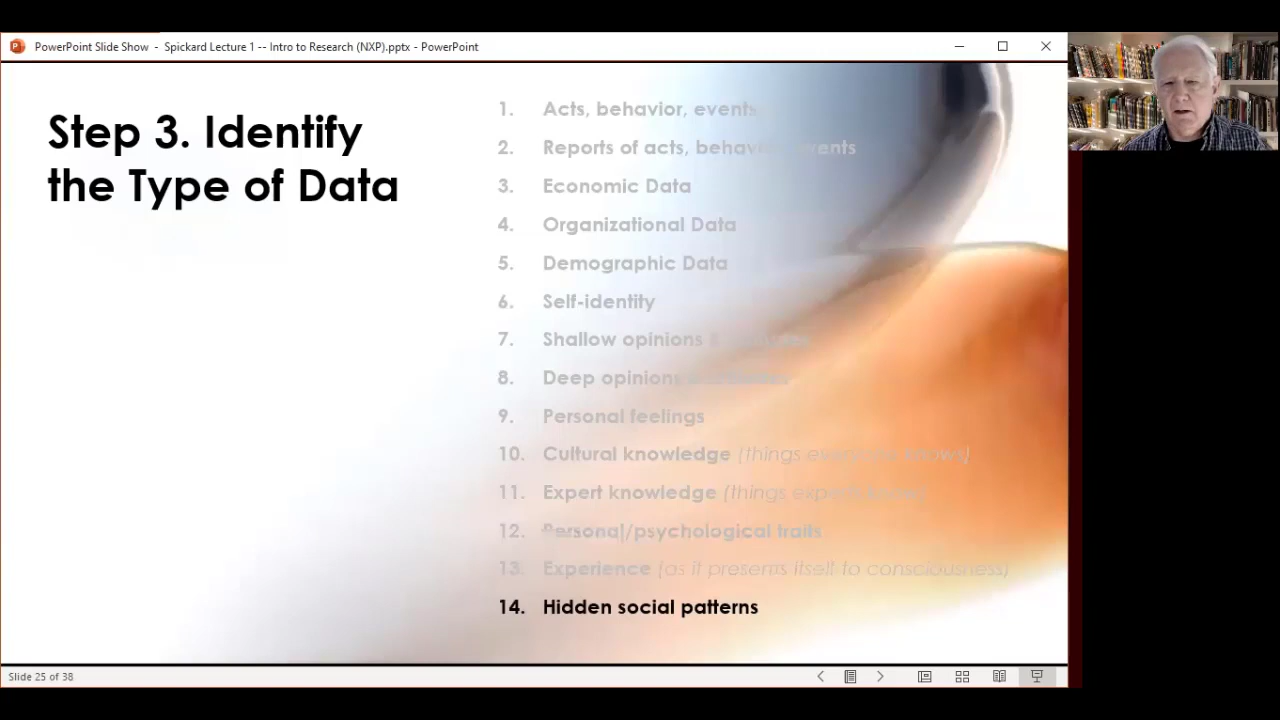 PowerPoint Slide Show - Spickard Lecture 1 -- Intro to Research (NXP).pptx - PowerPoint
Step 3. Identify
the Type of Data
1. Acts, behavior, events
2. Reports of acts, behavior, events
3. Economic Data
4. Organizational Data
5. Demographic Data
6. Self-identity
7. Shallow opinions &
8. Deep opinions
9. Personal feelings
10. Cultural knowledge (things everyone knows)
11. Expert knowledge (things experts know)
12. Personal/psychological traits
13. Experience (as it presents itself to consciousness)
14. Hidden social patterns
Slide 25 of 38